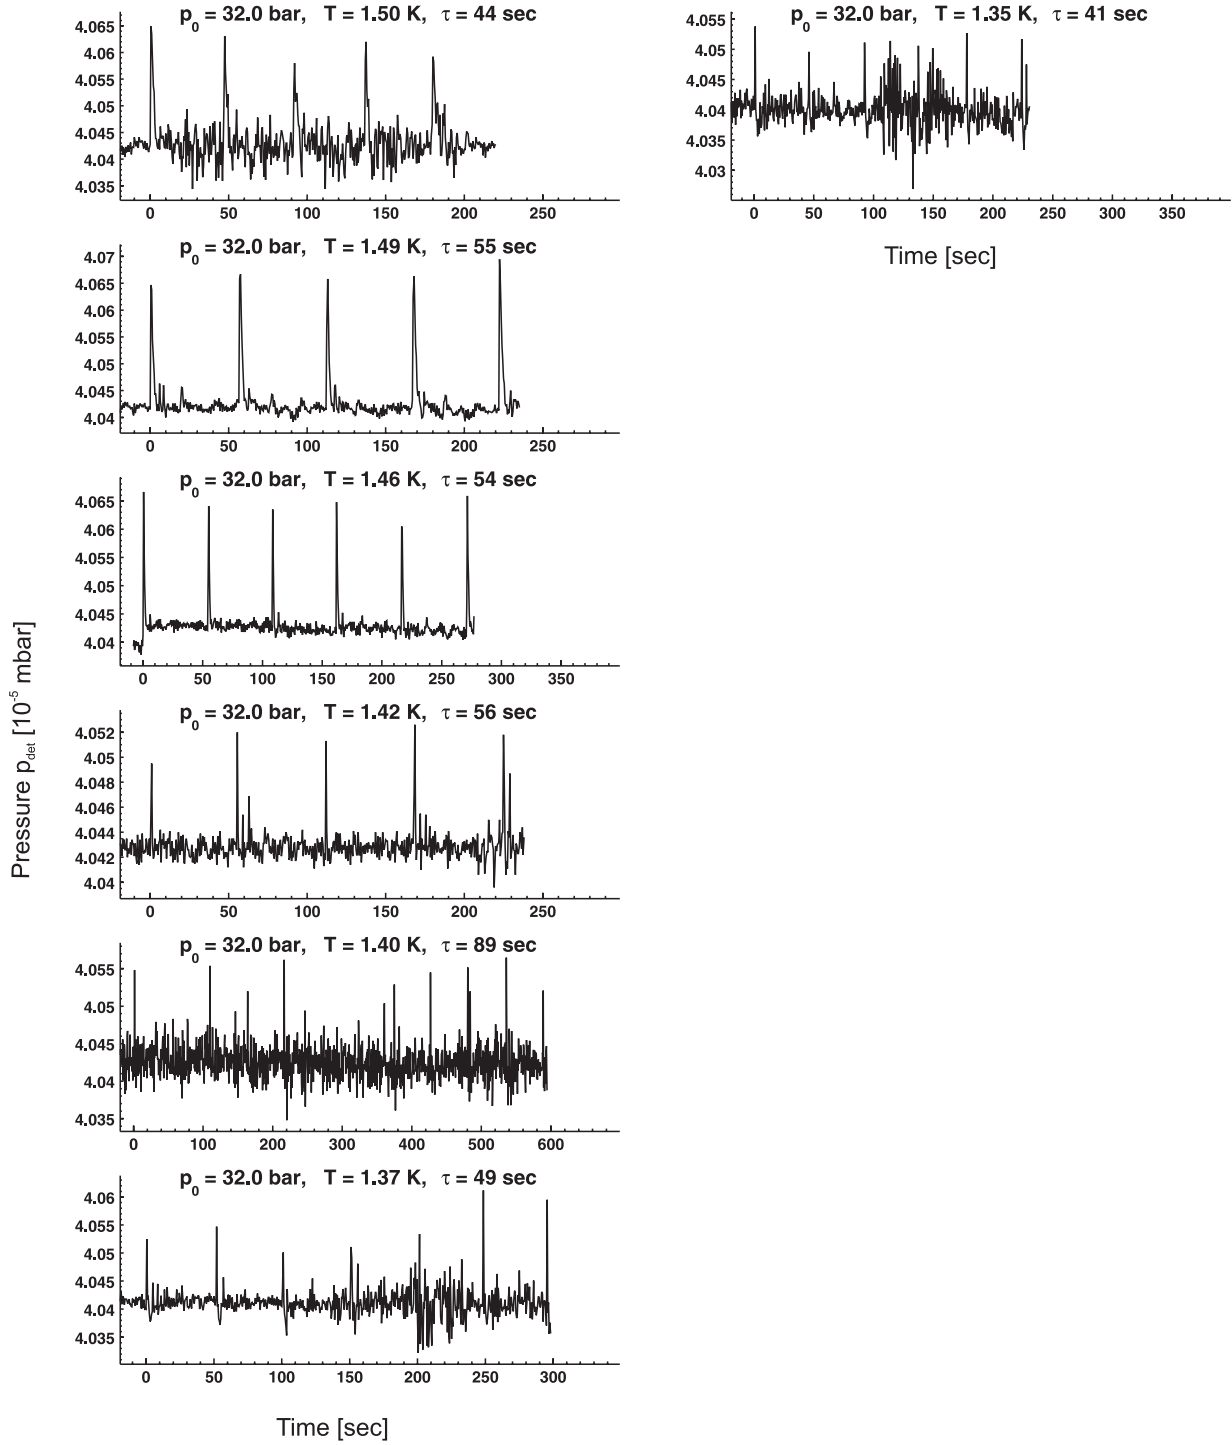 p0 = 32.0 bar, T = 1.50 K, τ = 44 sec
4.065
4.06
4.055
4.05
4.045
4.04
4.035
0 50 100 150 200 250
p0 = 32.0 bar, T = 1.49 K, τ = 55 sec
4.07
4.065
4.06
4.055
4.05
4.045
4.04
0 50 100 150 200 250
p0 = 32.0 bar, T = 1.46 K, τ = 54 sec
4.065
4.06
4.055
4.05
4.045
4.04
0 50 100 150 200 250 300 350
p0 = 32.0 bar, T = 1.42 K, τ = 56 sec
4.052
4.05
4.048
4.046
4.044
4.042
4.04
0 50 100 150 200 250
p0 = 32.0 bar, T = 1.40 K, τ = 89 sec
4.055
4.05
4.045
4.04
4.035
0 100 200 300 400 500 600
p0 = 32.0 bar, T = 1.37 K, τ = 49 sec
4.06
4.055
4.05
4.045
4.04
4.035
0 50 100 150 200 250 300
Time [sec]
Pressure pdet [10-5 mbar]
p0 = 32.0 bar, T = 1.35 K, τ = 41 sec
4.055
4.05
4.045
4.04
4.035
4.03
0 50 100 150 200 250 300 350
Time [sec]